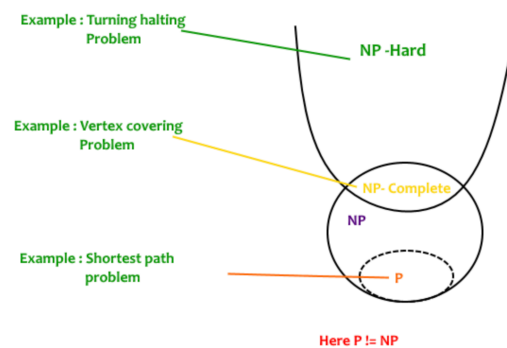 Example : Turning halting
Problem
NP -Hard
Example : Vertex covering
Problem
NP- Complete
NP
Example : Shortest path
problem
P
Here P != NP